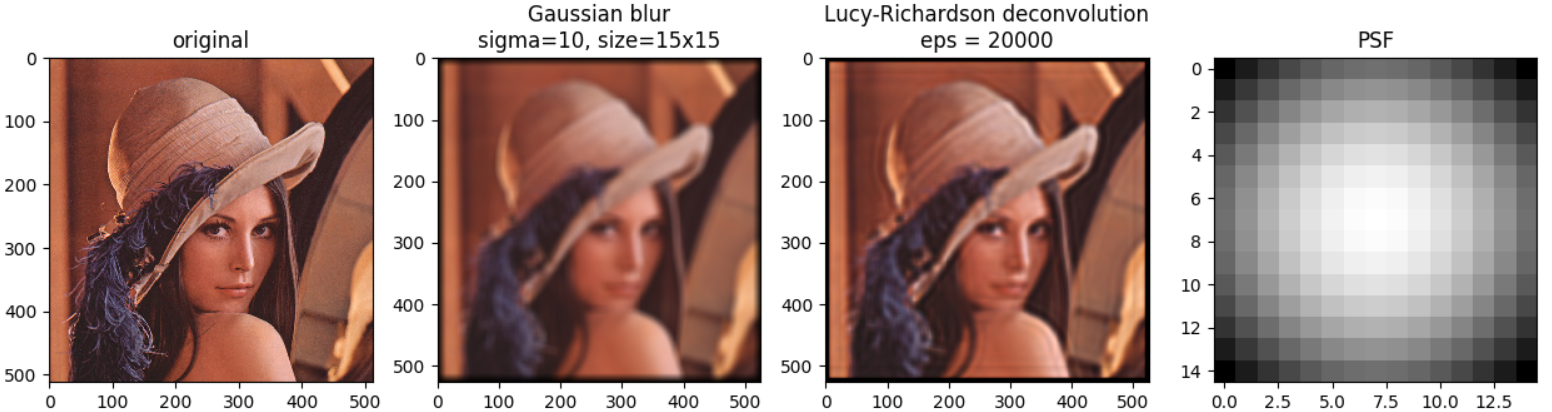 original
Gaussian blur
sigma=10, size=15x15
Lucy-Richardson deconvolution
eps = 20000
PSF
0
100
200
300
400
500
0 100 200 300 400 500
0
100
200
300
400
500
0 100 200 300 400 500
0
100
200
300
400
500
0 100 200 300 400 500
0
2
4
6
8
10
12
14
0.0 2.5 5.0 7.5 10.0 12.5